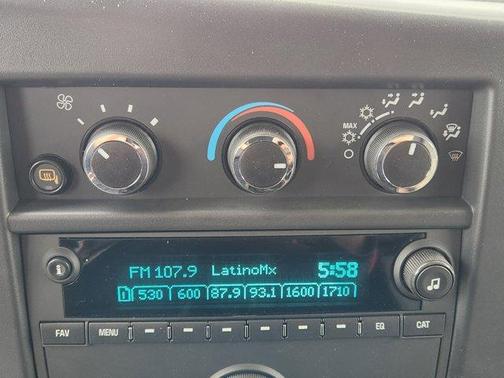 MAX
FM 107.9 LatinoMx 5:58
1 530 600 87.9 93.1 1600 1710
i
FAV MENU EQ CAT